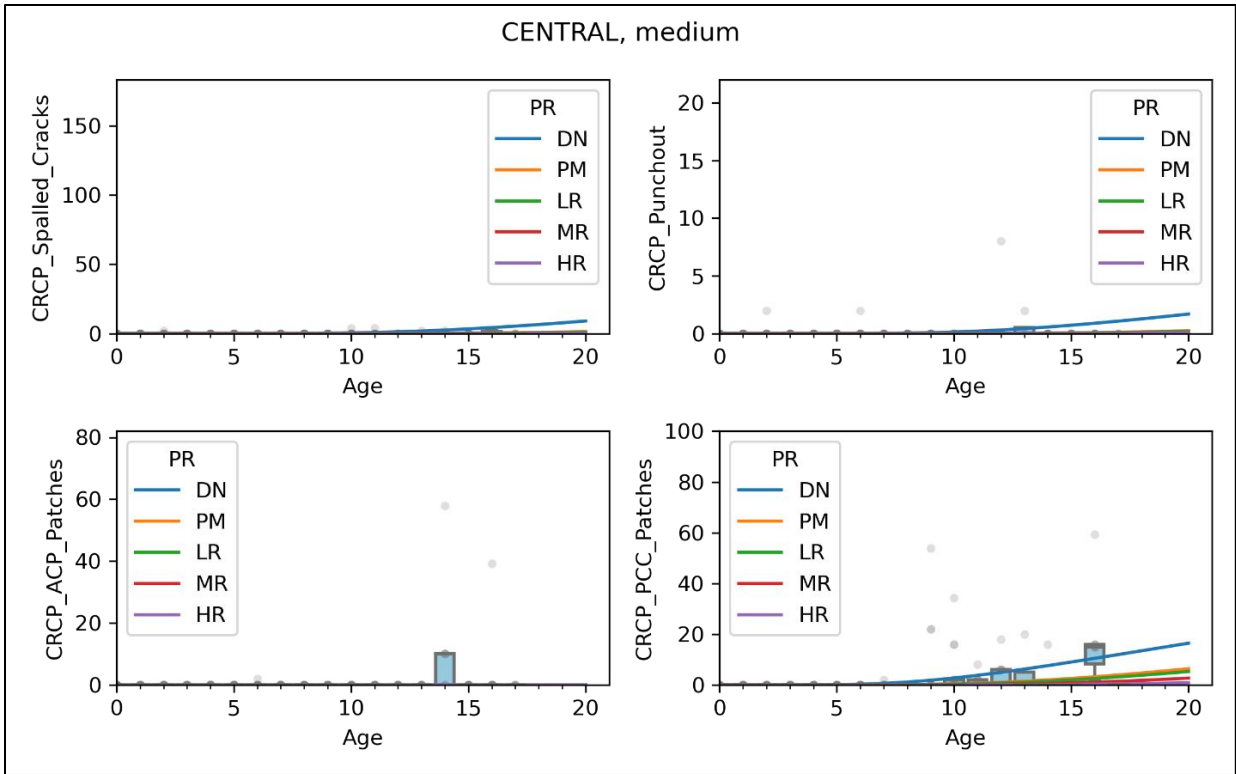 CENTRAL, medium
CRCP_Spalled_Cracks
150
100
50
0
0 5 10 15 20
Age
PR
DN
PM
LR
MR
HR
CRCP_Punchout
20
15
10
5
0
0 5 10 15 20
Age
PR
DN
PM
LR
MR
HR
CRCP_ACP_Patches
80
60
40
20
0
0 5 10 15 20
Age
PR
DN
PM
LR
MR
HR
CRCP_PCC_Patches
100
80
60
40
20
0
0 5 10 15 20
Age
PR
DN
PM
LR
MR
HR